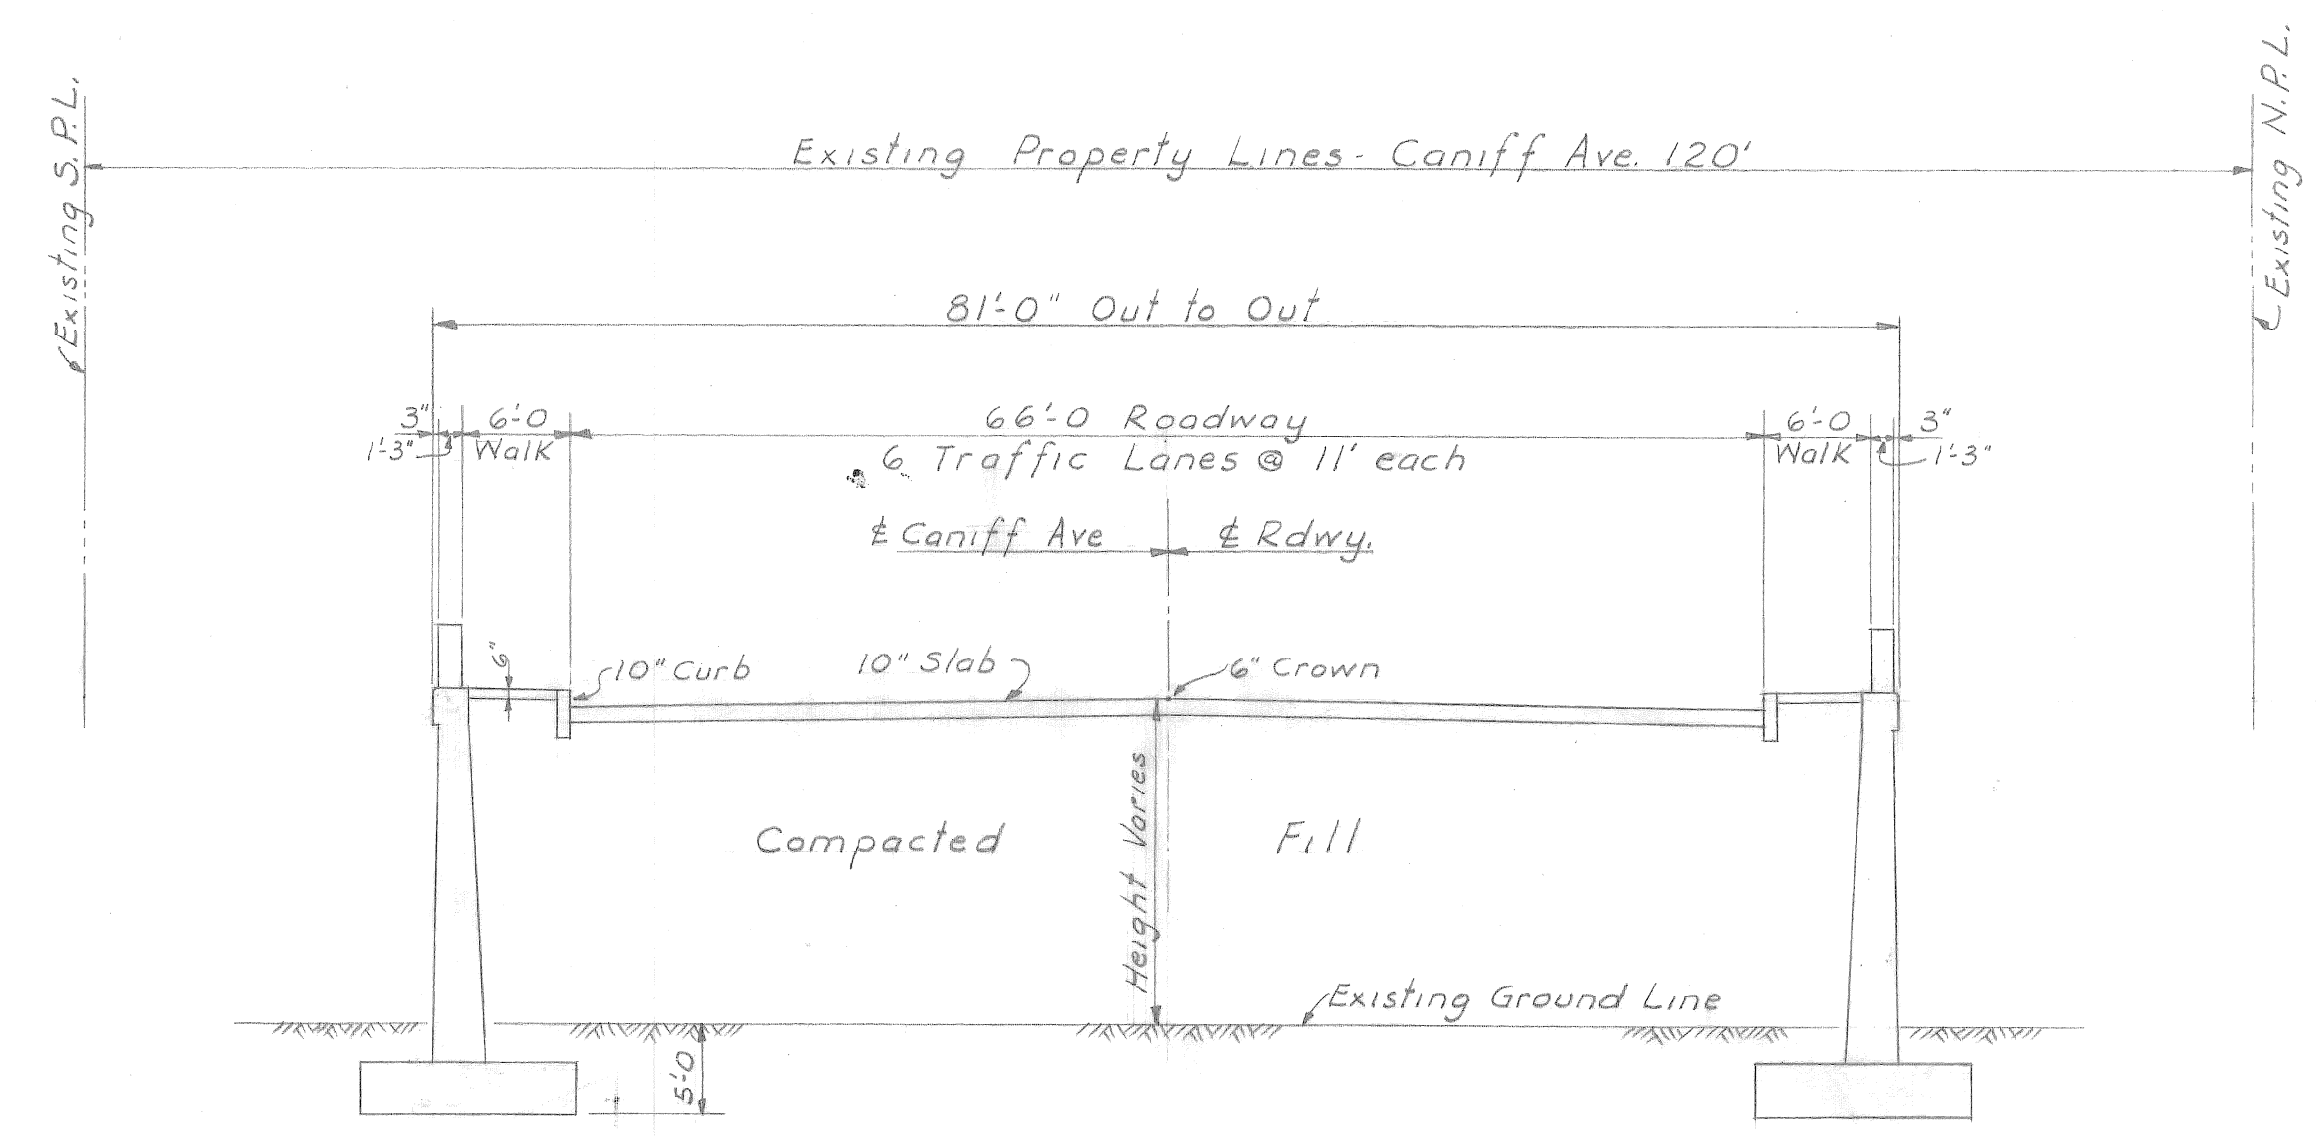 Existing S.P.L.
Existing N.P.L.
Existing Property Lines - Caniff Ave. 120'
81'-0" Out to Out
3" 6'-0 66'-0 Roadway 6'-0 3"
1'-3" Walk 6 Traffic Lanes @ 11' each Walk 1'-3"
℄ Caniff Ave ℄ Rdwy.
6" 10" Curb 10" Slab 6" Crown
Compacted Fill
Height Varies
Existing Ground Line
5'-0